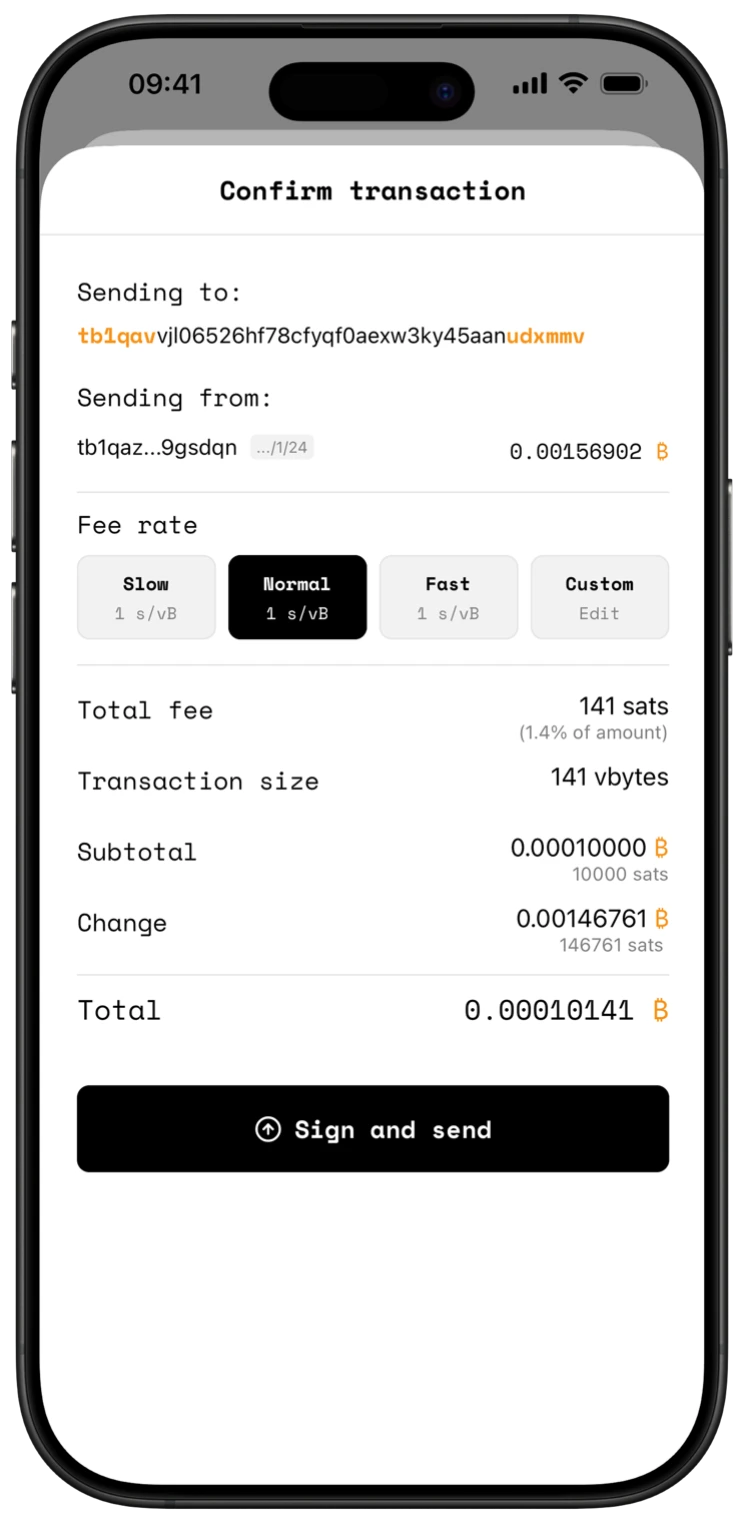 09:41
Confirm transaction
Sending to:
tb1qavvjl06526hf78cfyqf0aexw3ky45aanudxmmv
Sending from:
tb1qaz...9gsdqn .../1/24 0.00156902 ₿
Fee rate
Slow Normal Fast Custom
1 s/vB 1 s/vB 1 s/vB Edit
Total fee 141 sats
(1.4% of amount)
Transaction size 141 vbytes
Subtotal 0.00010000 ₿
10000 sats
Change 0.00146761 ₿
146761 sats
Total 0.00010141 ₿
Sign and send